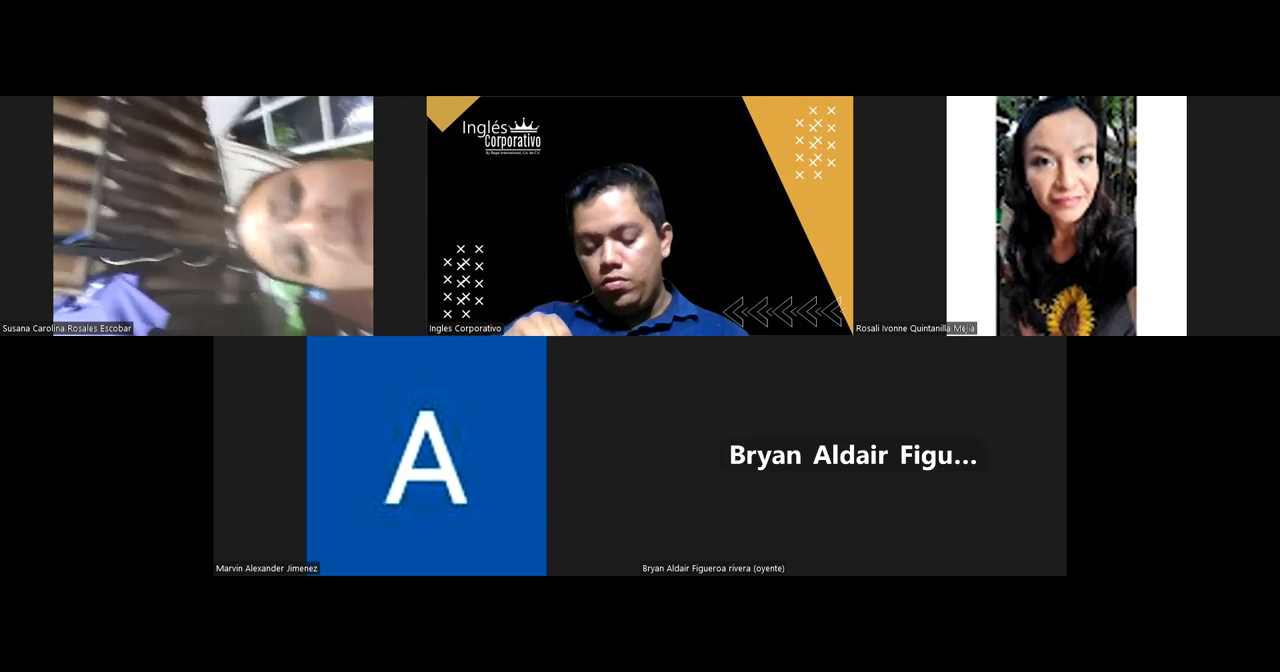 Inglés
Corporativo
Susana Carolina Rosales Escobar
Ingles Corporativo
Rosali Ivonne Quintanilla Mejia
A
Bryan Aldair Figu...
Marvin Alexander Jimenez
Bryan Aldair Figueroa rivera (oyente)